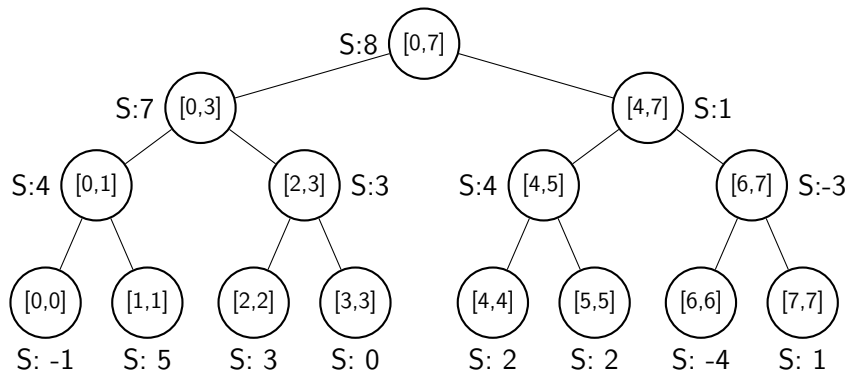 S:8 [0,7]
S:7 [0,3] [4,7] S:1
S:4 [0,1] [2,3] S:3 S:4 [4,5] [6,7] S:-3
[0,0] [1,1] [2,2] [3,3] [4,4] [5,5] [6,6] [7,7]
S: -1 S: 5 S: 3 S: 0 S: 2 S: 2 S: -4 S: 1